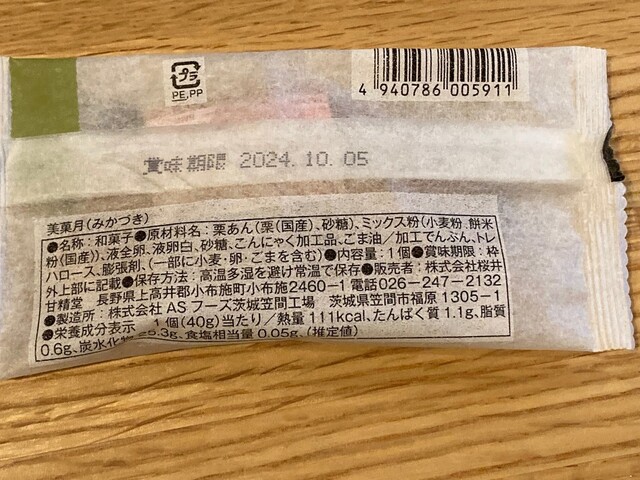 プラ
PE,PP
4 940786 005911
賞味期限 2024.10.05
美菓月(みかづき)
●名称:和菓子●原材料名:栗あん(栗(国産)、砂糖)、ミックス粉(小麦粉、餅米
粉(国産))、液全卵、液卵白、砂糖、こんにゃく加工品、ごま油/加工でんぷん、トレ
ハロース、膨張剤、(一部に小麦・卵・ごまを含む)●内容量:1個●賞味期限:枠
外上部に記載●保存方法:高温多湿を避け常温で保存●販売者:株式会社桜井
甘精堂 長野県上高井郡小布施町小布施2460-1 電話026-247-2132
●製造所:株式会社ASフーズ茨城笠間工場 茨城県笠間市福原1305-1
●栄養成分表示 1個(40g)当たり/熱量111kcal、たんぱく質1.1g、脂質
0.6g、炭水化物 5.3g、食塩相当量0.05g、(推定値)